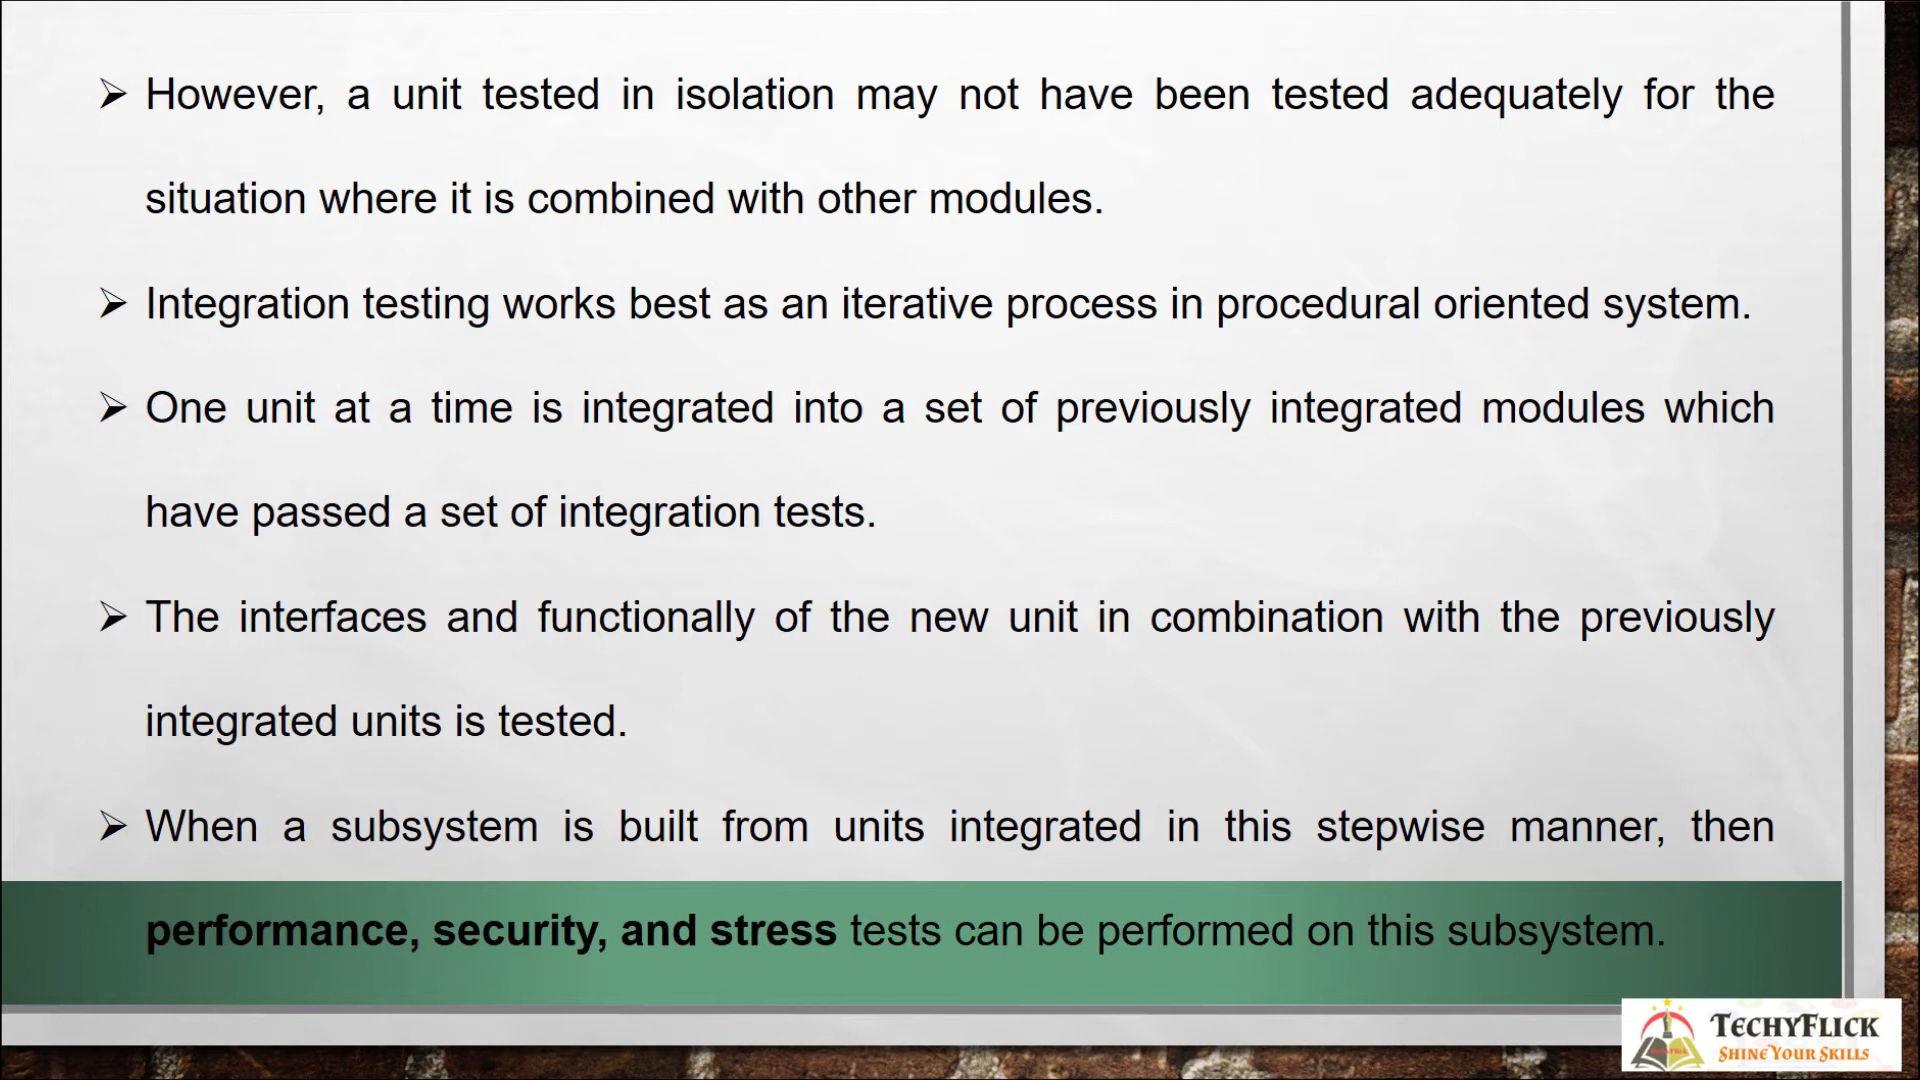 ➢ However, a unit tested in isolation may not have been tested adequately for the
situation where it is combined with other modules.
➢ Integration testing works best as an iterative process in procedural oriented system.
➢ One unit at a time is integrated into a set of previously integrated modules which
have passed a set of integration tests.
➢ The interfaces and functionally of the new unit in combination with the previously
integrated units is tested.
➢ When a subsystem is built from units integrated in this stepwise manner, then
performance, security, and stress tests can be performed on this subsystem.
TECHYFLICK
SHINE YOUR SKILLS